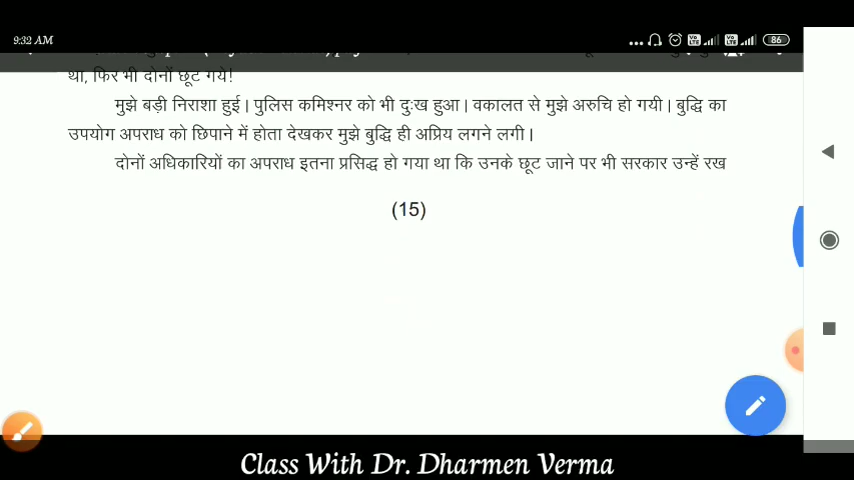 9:32 AM
86
था, फिर भी दोनों छूट गये!
मुझे बड़ी निराशा हुई। पुलिस कमिश्नर को भी दुःख हुआ। वकालत से मुझे अरुचि हो गयी। बुद्धि का
उपयोग अपराध को छिपाने में होता देखकर मुझे बुद्धि ही अप्रिय लगने लगी।
दोनों अधिकारियों का अपराध इतना प्रसिद्ध हो गया था कि उनके छूट जाने पर भी सरकार उन्हें रख
(15)
Class With Dr. Dharmen Verma